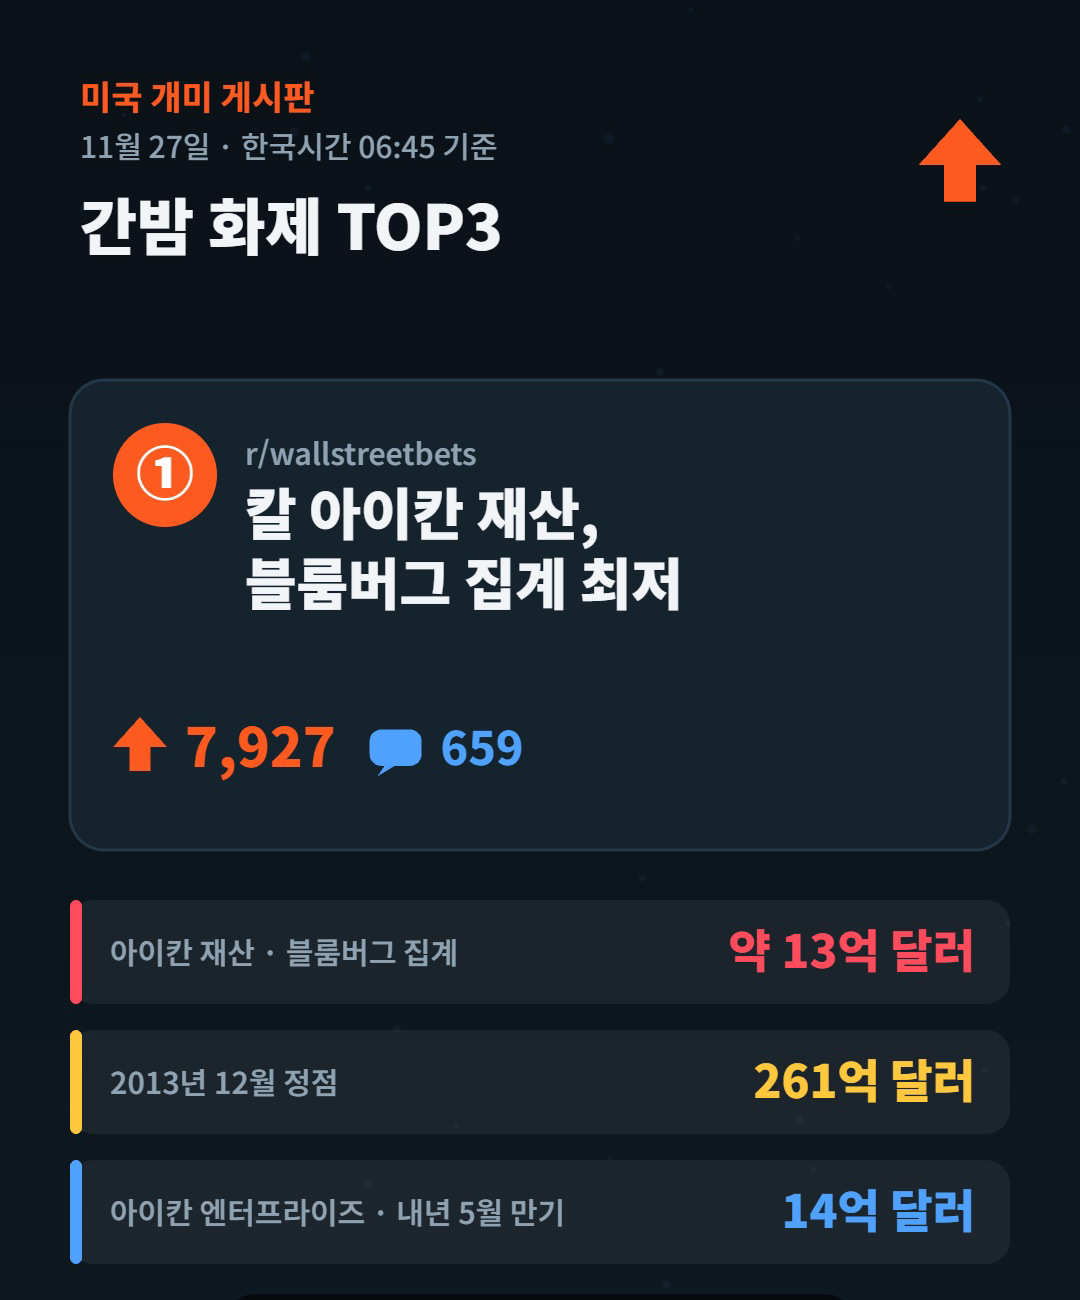 미국 개미 게시판
11월 27일 · 한국시간 06:45 기준
간밤 화제 TOP3
①
r/wallstreetbets
칼 아이칸 재산,
블룸버그 집계 최저
7,927 659
아이칸 재산 · 블룸버그 집계 약 13억 달러
2013년 12월 정점 261억 달러
아이칸 엔터프라이즈 · 내년 5월 만기 14억 달러